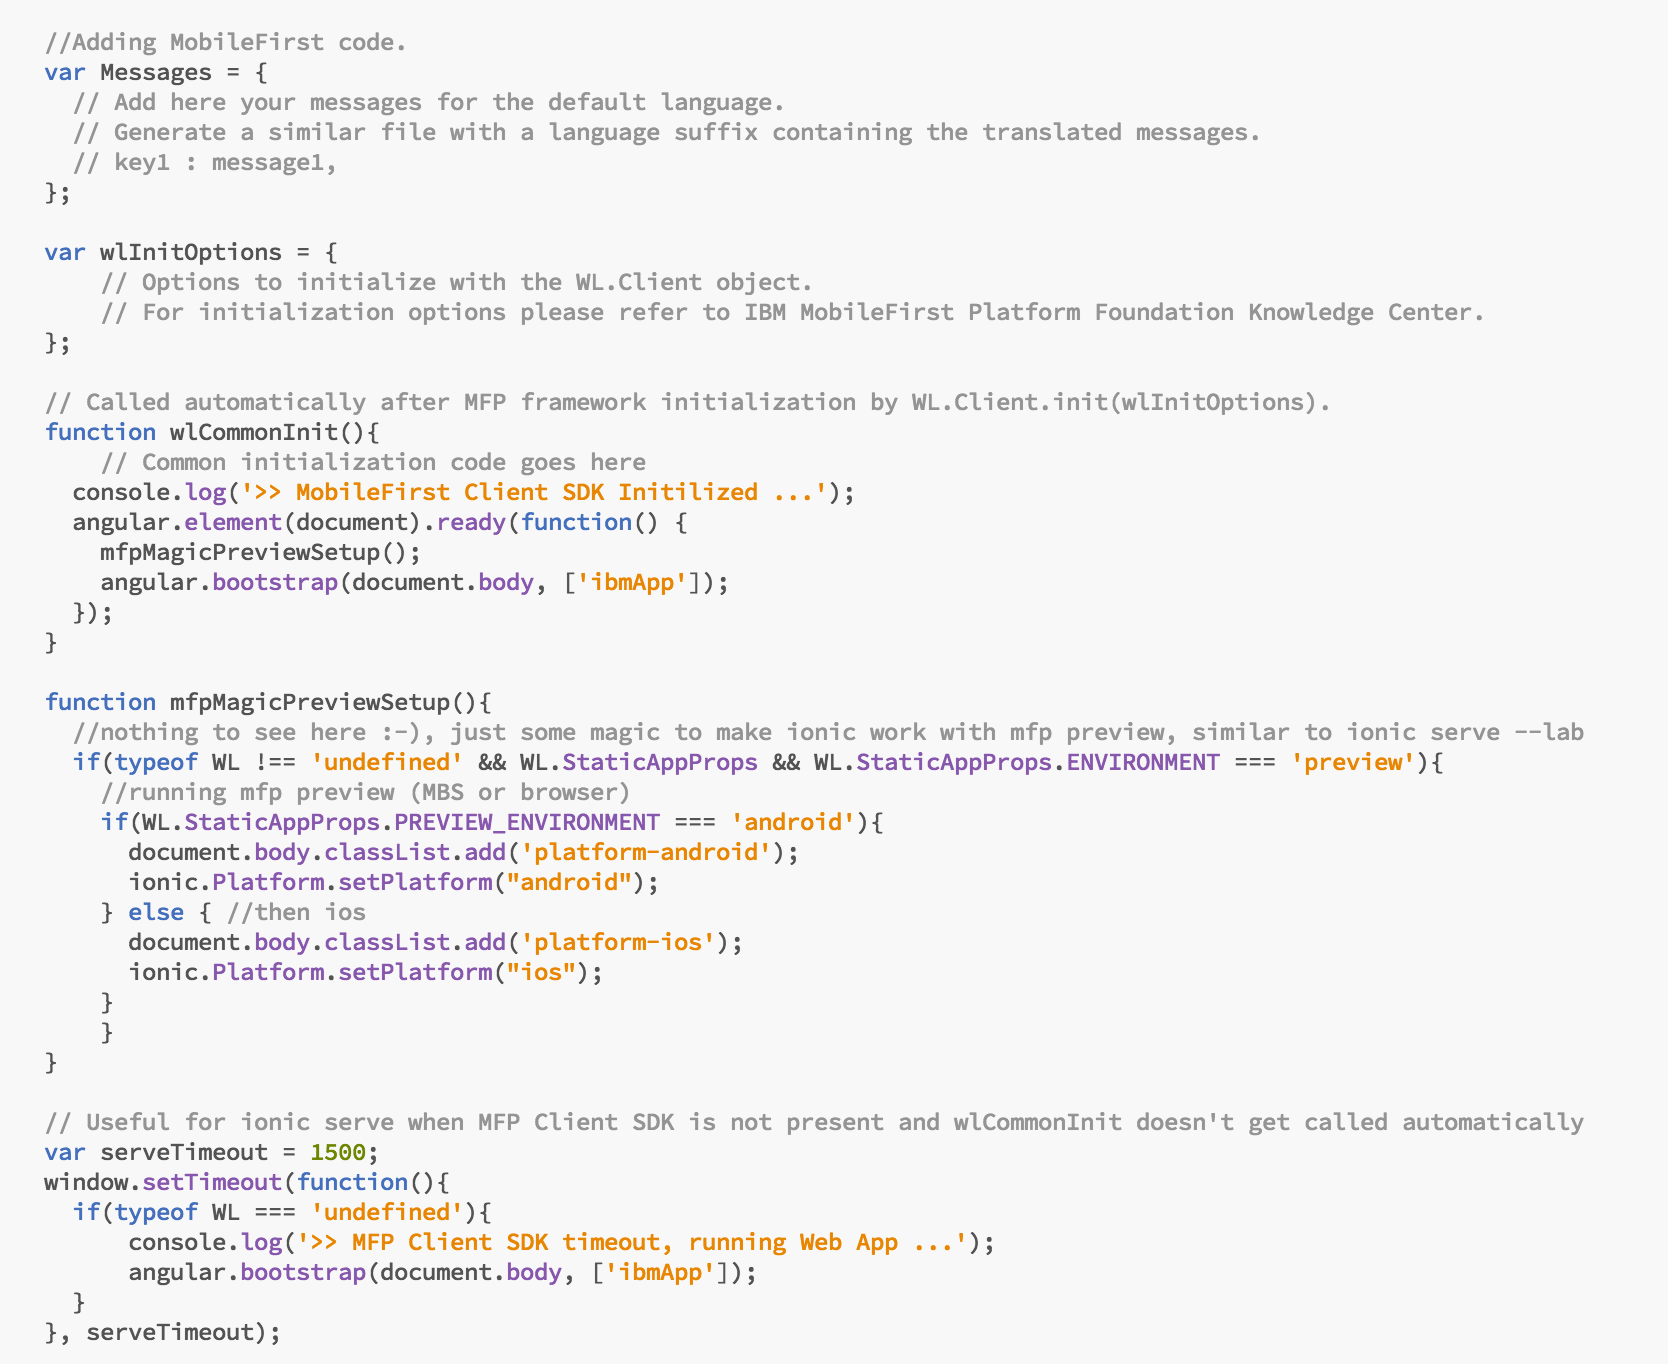 //Adding MobileFirst code.
var Messages = {
  // Add here your messages for the default language.
  // Generate a similar file with a language suffix containing the translated messages.
  // key1 : message1,
};

var wlInitOptions = {
    // Options to initialize with the WL.Client object.
    // For initialization options please refer to IBM MobileFirst Platform Foundation Knowledge Center.
};

// Called automatically after MFP framework initialization by WL.Client.init(wlInitOptions).
function wlCommonInit(){
    // Common initialization code goes here
  console.log('>> MobileFirst Client SDK Initilized ...');
  angular.element(document).ready(function() {
    mfpMagicPreviewSetup();
    angular.bootstrap(document.body, ['ibmApp']);
  });
}

function mfpMagicPreviewSetup(){
  //nothing to see here :-), just some magic to make ionic work with mfp preview, similar to ionic serve --lab
  if(typeof WL !== 'undefined' && WL.StaticAppProps && WL.StaticAppProps.ENVIRONMENT === 'preview'){
    //running mfp preview (MBS or browser)
    if(WL.StaticAppProps.PREVIEW_ENVIRONMENT === 'android'){
      document.body.classList.add('platform-android');
      ionic.Platform.setPlatform("android");
    } else { //then ios
      document.body.classList.add('platform-ios');
      ionic.Platform.setPlatform("ios");
    }
    }
}

// Useful for ionic serve when MFP Client SDK is not present and wlCommonInit doesn't get called automatically
var serveTimeout = 1500;
window.setTimeout(function(){
  if(typeof WL === 'undefined'){
      console.log('>> MFP Client SDK timeout, running Web App ...');
      angular.bootstrap(document.body, ['ibmApp']);
  }
}, serveTimeout);